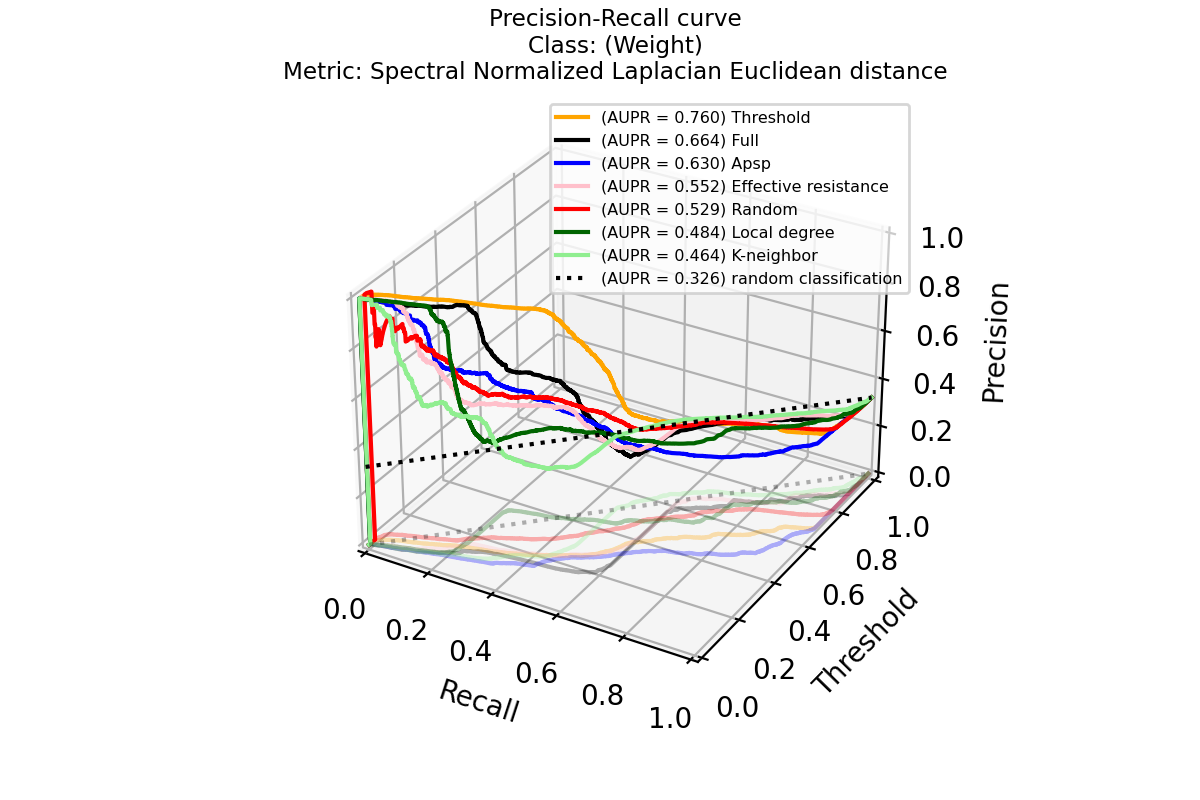 Precision-Recall curve
Class: (Weight)
Metric: Spectral Normalized Laplacian Euclidean distance
(AUPR = 0.760) Threshold
(AUPR = 0.664) Full
(AUPR = 0.630) Apsp
(AUPR = 0.552) Effective resistance
(AUPR = 0.529) Random
(AUPR = 0.484) Local degree
(AUPR = 0.464) K-neighbor
(AUPR = 0.326) random classification
1.0
0.8
0.6
0.4
0.2
0.0
Precision
1.0
0.8
0.6
0.4
0.2
0.0
Threshold
0.0
0.2
0.4
0.6
0.8
1.0
Recall